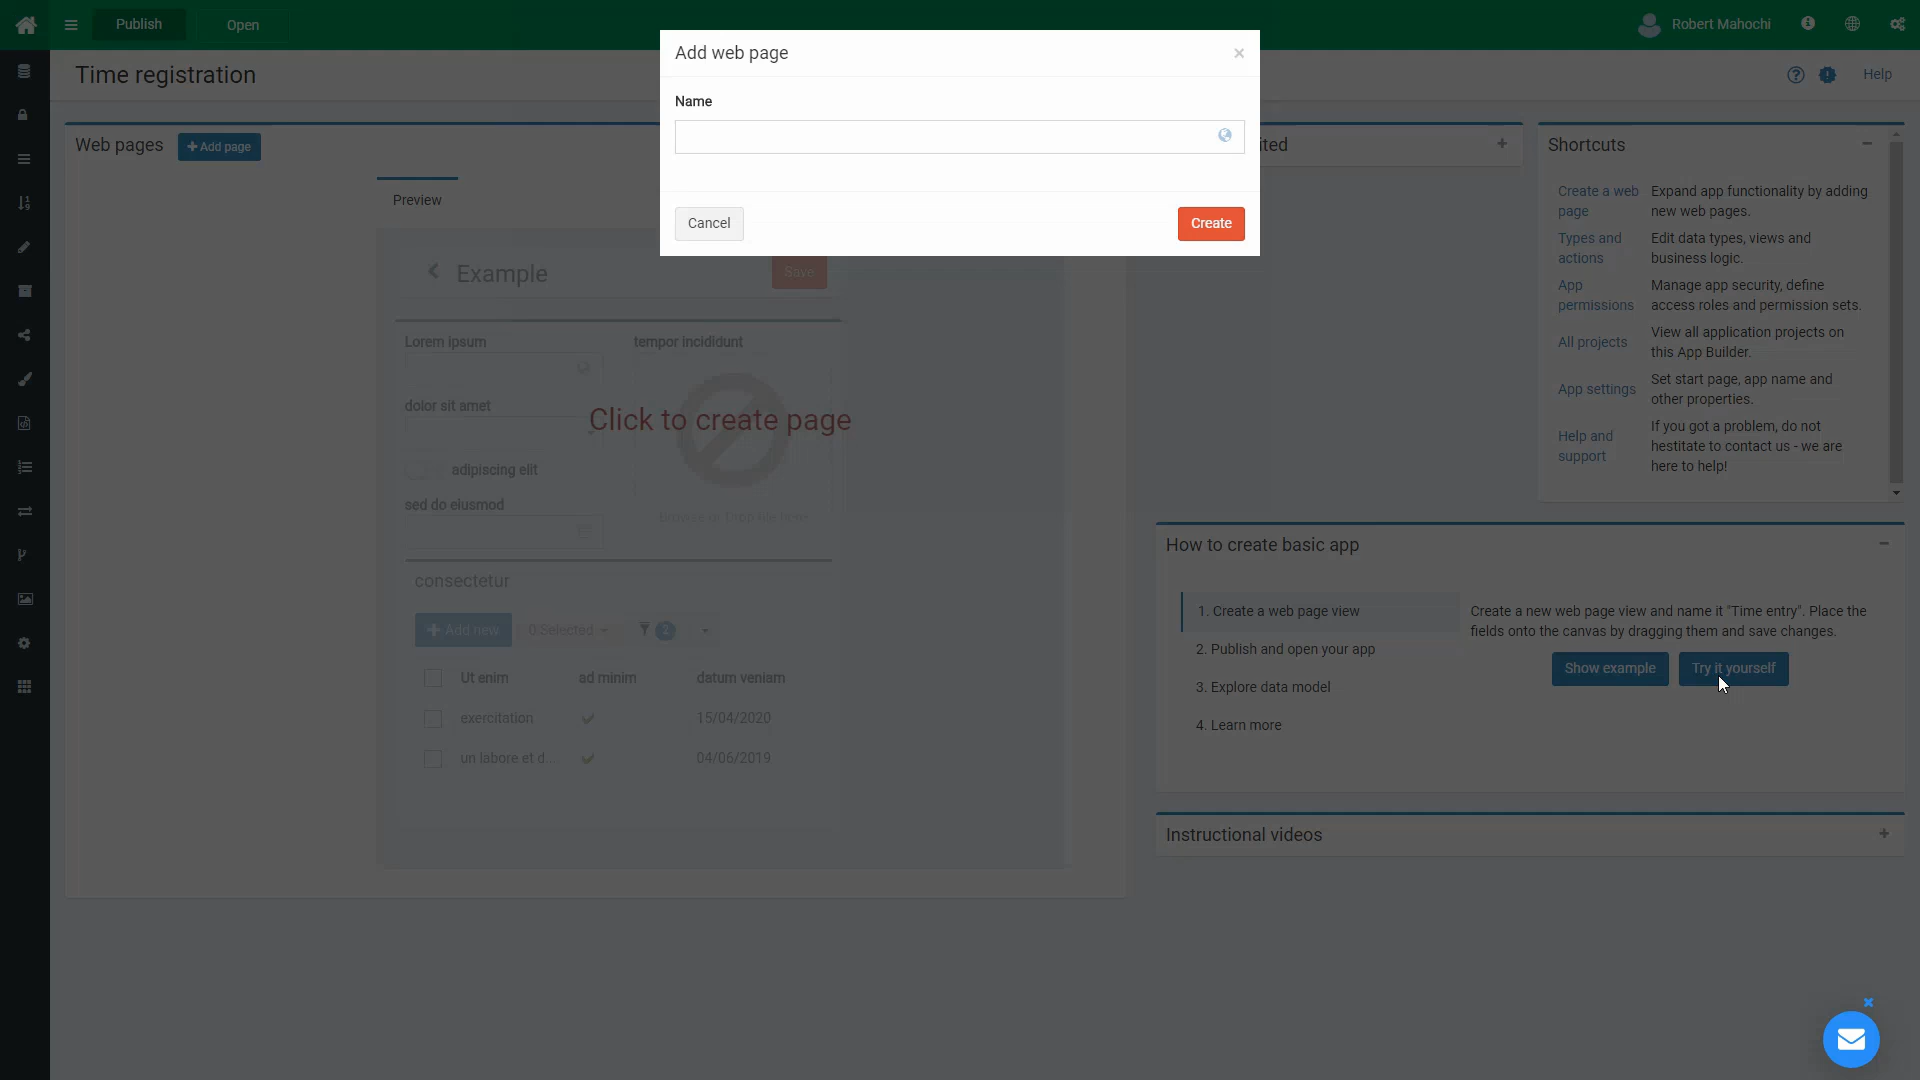 Publish
Open
Robert Mahochi
Time registration
Help
Add web page
×
Name
Cancel
Create
Web pages
+ Add page
Preview
Example
Save
Lorem ipsum
tempor incididunt
dolor sit amet
Click to create page
adipiscing elit
sed do eiusmod
Browse or Drop file here
consectetur
+ Add new
0 Selected
2
Ut enim
ad minim
datum veniam
exercitation
15/04/2020
un labore et d...
04/06/2019
ited
+
Shortcuts
−
Create a web page
Expand app functionality by adding new web pages.
Types and actions
Edit data types, views and business logic.
App permissions
Manage app security, define access roles and permission sets.
All projects
View all application projects on this App Builder.
App settings
Set start page, app name and other properties.
Help and support
If you got a problem, do not hestitate to contact us - we are here to help!
How to create basic app
−
1. Create a web page view
2. Publish and open your app
3. Explore data model
4. Learn more
Create a new web page view and name it "Time entry". Place the
fields onto the canvas by dragging them and save changes.
Show example
Try it yourself
Instructional videos
+